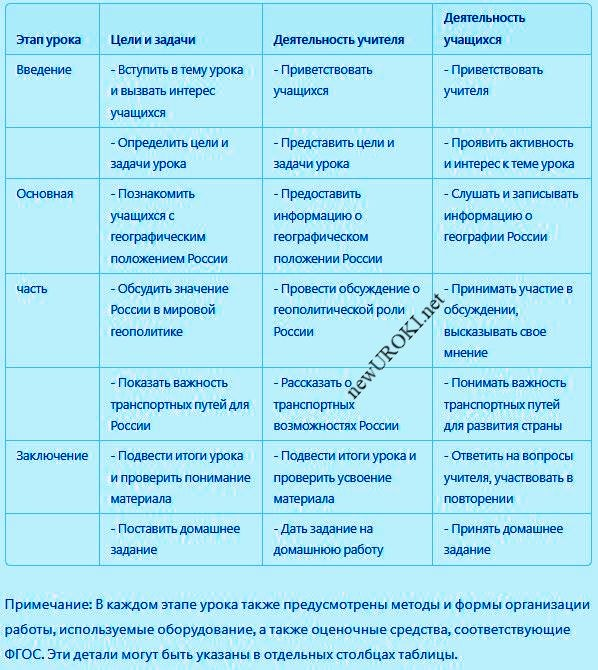 Этап урока
Цели и задачи
Деятельность учителя
Деятельность
учащихся
Введение
- Вступить в тему урока
и вызвать интерес
учащихся
- Приветствовать
учащихся
- Приветствовать
учителя
- Определить цели и
задачи урока
- Представить цели и
задачи урока
- Проявить активность
и интерес к теме урока
Основная
- Познакомить
учащихся с
географическим
положением России
- Предоставить
информацию о
географическом
положении России
- Слушать и записывать
информацию о
географии России
часть
- Обсудить значение
России в мировой
геополитике
- Провести обсуждение о
геополитической роли
России
- Принимать участие в
обсуждении,
высказывать свое
мнение
- Показать важность
транспортных путей для
России
- Рассказать о
транспортных
возможностях России
- Понимать важность
транспортных путей
для развития страны
Заключение
- Подвести итоги урока
и проверить понимание
материала
- Подвести итоги урока и
проверить усвоение
материала
- Ответить на вопросы
учителя, участвовать в
повторении
- Поставить домашнее
задание
- Дать задание на
домашнюю работу
- Принять домашнее
задание
newUROKI.net
Примечание: В каждом этапе урока также предусмотрены методы и формы организации
работы, используемые оборудование, а также оценочные средства, соответствующие
ФГОС. Эти детали могут быть указаны в отдельных столбцах таблицы.